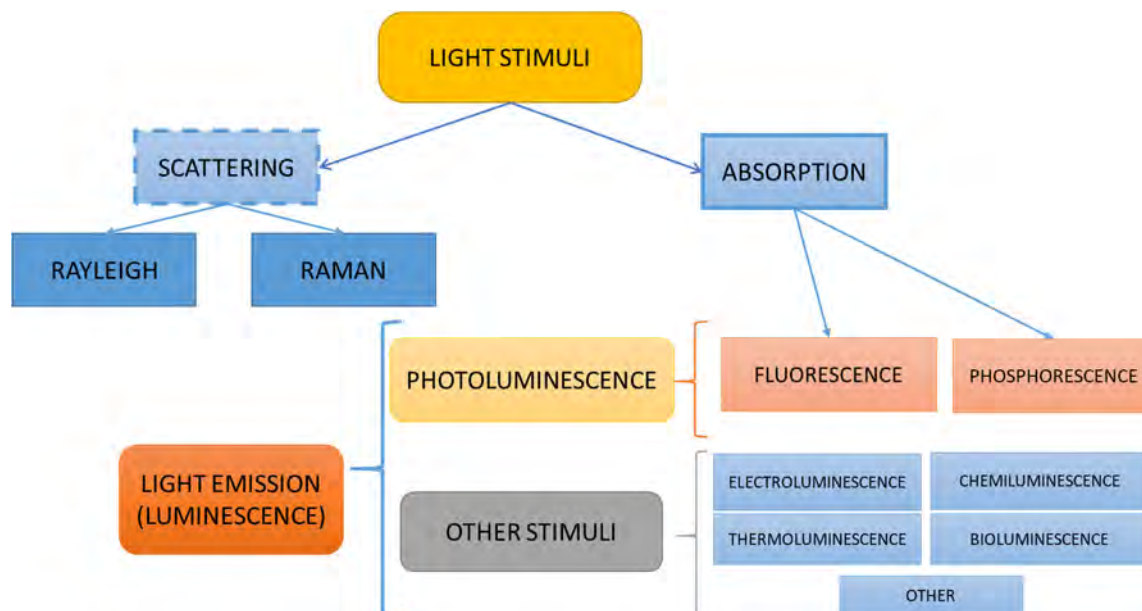 LIGHT STIMULI
SCATTERING
ABSORPTION
RAYLEIGH
RAMAN
PHOTOLUMINESCENCE
FLUORESCENCE
PHOSPHORESCENCE
LIGHT EMISSION
(LUMINESCENCE)
OTHER STIMULI
ELECTROLUMINESCENCE
CHEMILUMINESCENCE
THERMOLUMINESCENCE
BIOLUMINESCENCE
OTHER